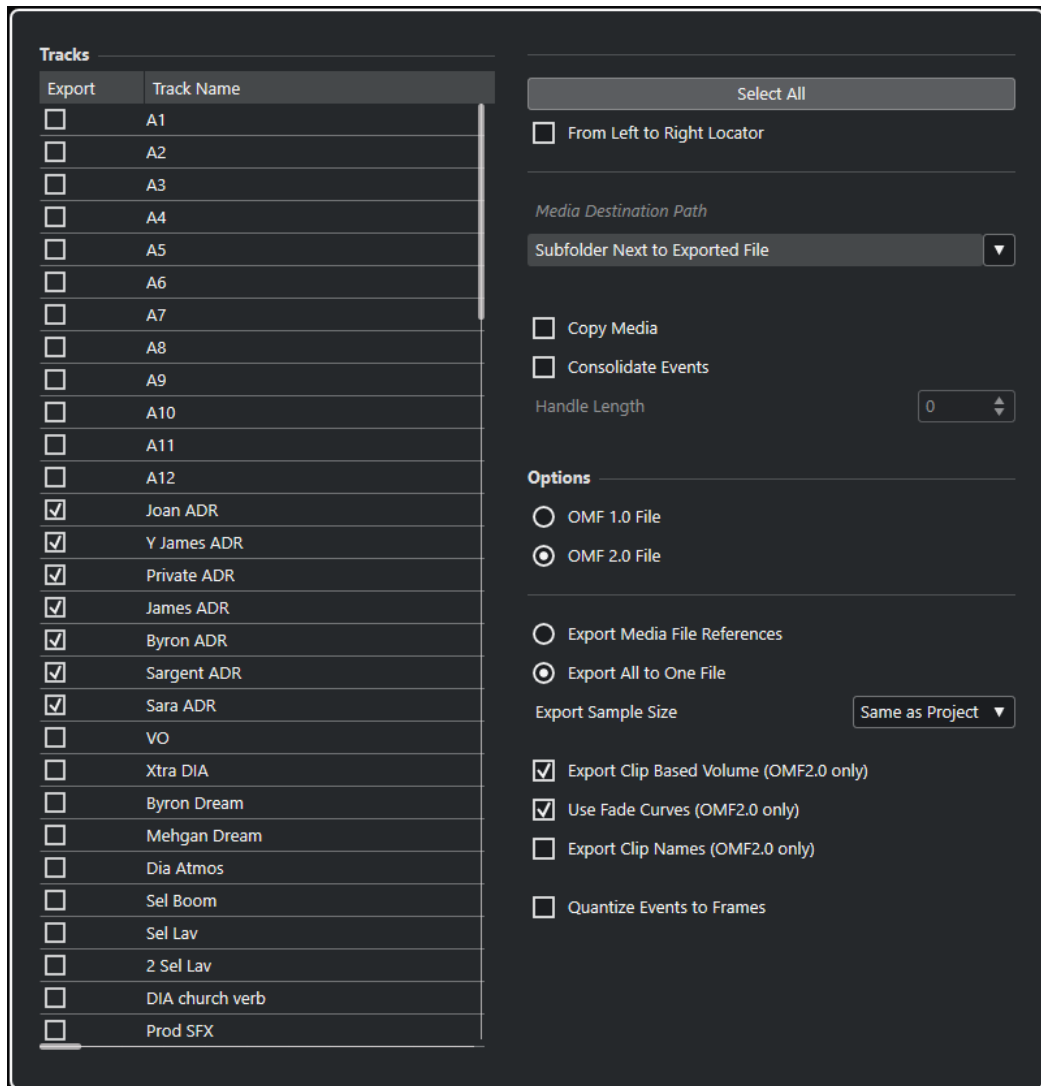 Tracks
Export Track Name
A1
A2
A3
A4
A5
A6
A7
A8
A9
A10
A11
A12
Joan ADR
Y James ADR
Private ADR
James ADR
Byron ADR
Sargent ADR
Sara ADR
VO
Xtra DIA
Byron Dream
Mehgan Dream
Dia Atmos
Sel Boom
Sel Lav
2 Sel Lav
DIA church verb
Prod SFX
Select All
From Left to Right Locator
Media Destination Path
Subfolder Next to Exported File
Copy Media
Consolidate Events
Handle Length 0
Options
OMF 1.0 File
OMF 2.0 File
Export Media File References
Export All to One File
Export Sample Size Same as Project
Export Clip Based Volume (OMF2.0 only)
Use Fade Curves (OMF2.0 only)
Export Clip Names (OMF2.0 only)
Quantize Events to Frames